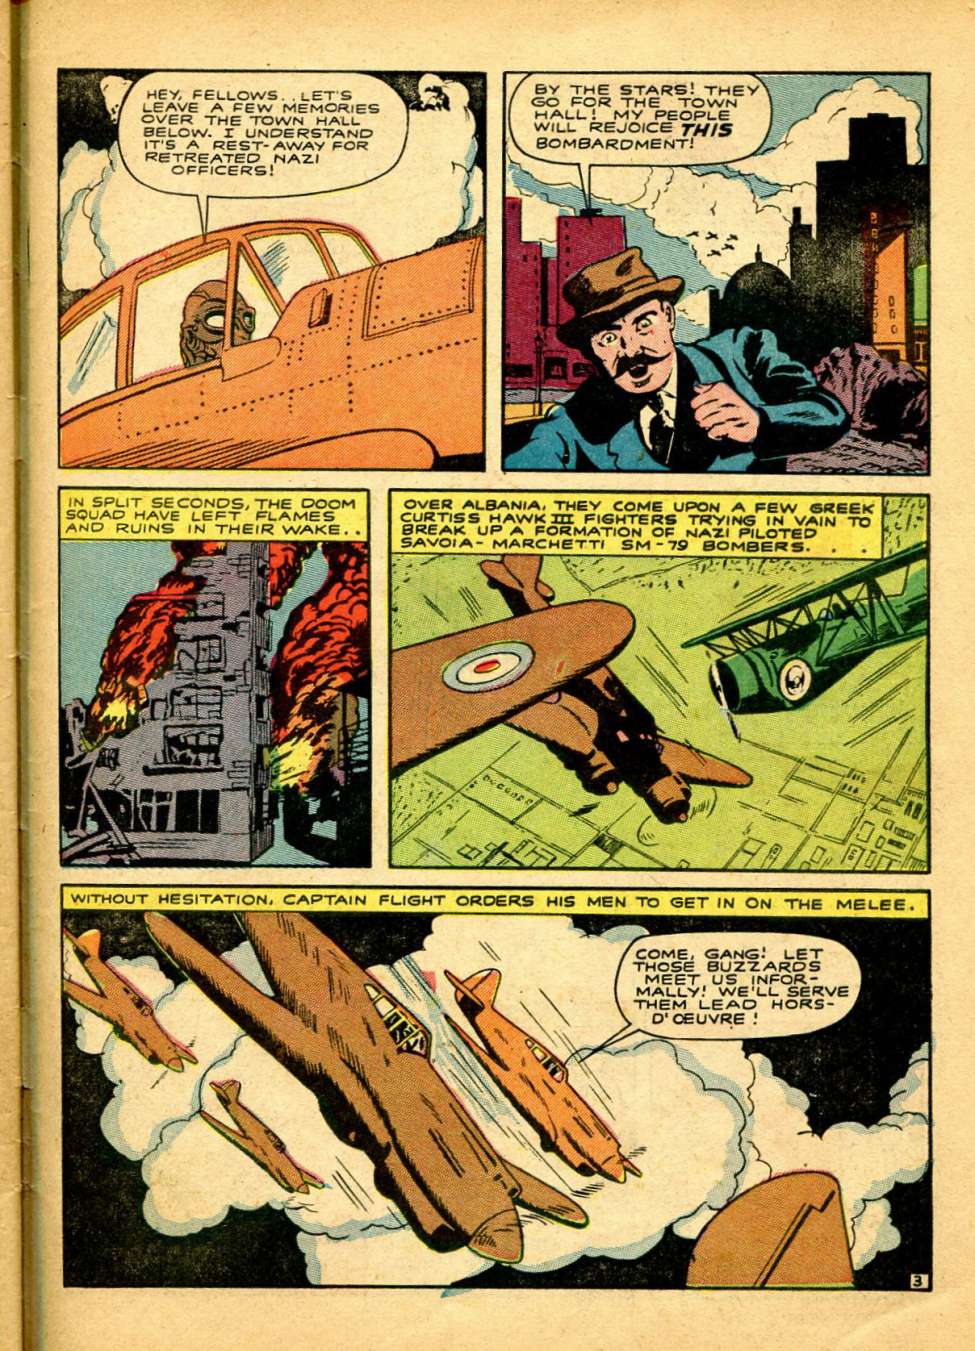 HEY, FELLOWS.. LET'S
LEAVE A FEW MEMORIES
OVER THE TOWN HALL
BELOW. I UNDERSTAND
IT'S A REST-AWAY FOR
RETREATED NAZI
OFFICERS!
BY THE STARS! THEY
GO FOR THE TOWN
HALL! MY PEOPLE
WILL REJOICE THIS
BOMBARDMENT!
IN SPLIT SECONDS, THE DOOM
SQUAD HAVE LEFT FLAMES
AND RUINS IN THEIR WAKE..
OVER ALBANIA, THEY COME UPON A FEW GREEK
CURTISS HAWK III FIGHTERS TRYING IN VAIN TO
BREAK UP A FORMATION OF NAZI PILOTED
SAVOIA-MARCHETTI SM-79 BOMBERS. . .
WITHOUT HESITATION, CAPTAIN FLIGHT ORDERS HIS MEN TO GET IN ON THE MELEE.
COME, GANG! LET
THOSE BUZZARDS
MEET US INFOR-
MALLY! WE'LL SERVE
THEM LEAD HORS-
D'ŒUVRE!
3